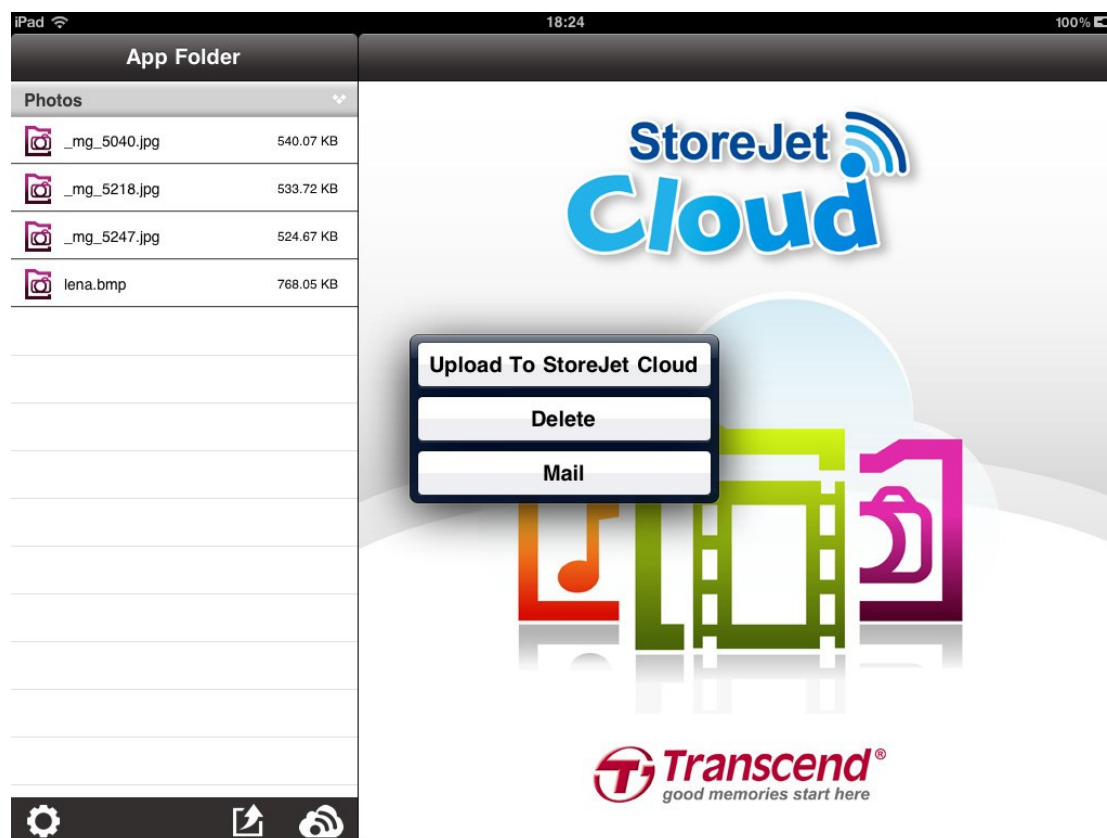 iPad 18:24 100%
App Folder
Photos
_mg_5040.jpg 540.07 KB
_mg_5218.jpg 533.72 KB
_mg_5247.jpg 524.67 KB
lena.bmp 768.05 KB
StoreJet
Cloud
Upload To StoreJet Cloud
Delete
Mail
Transcend®
good memories start here